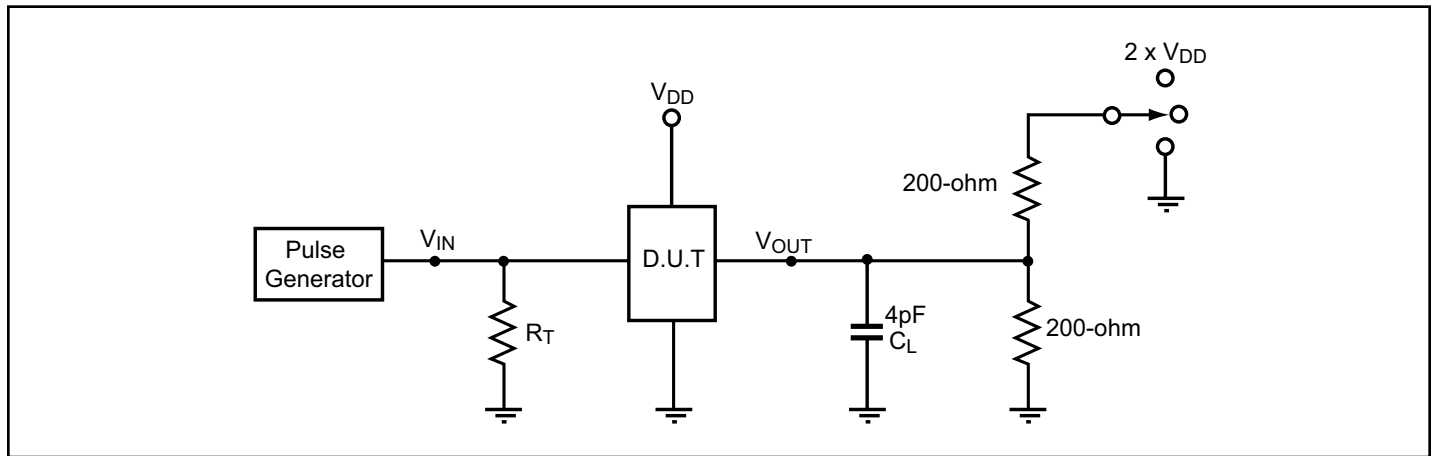 2 x VDD
VDD
200-ohm
Pulse
Generator
VIN
D.U.T
VOUT
RT
4pF
CL
200-ohm